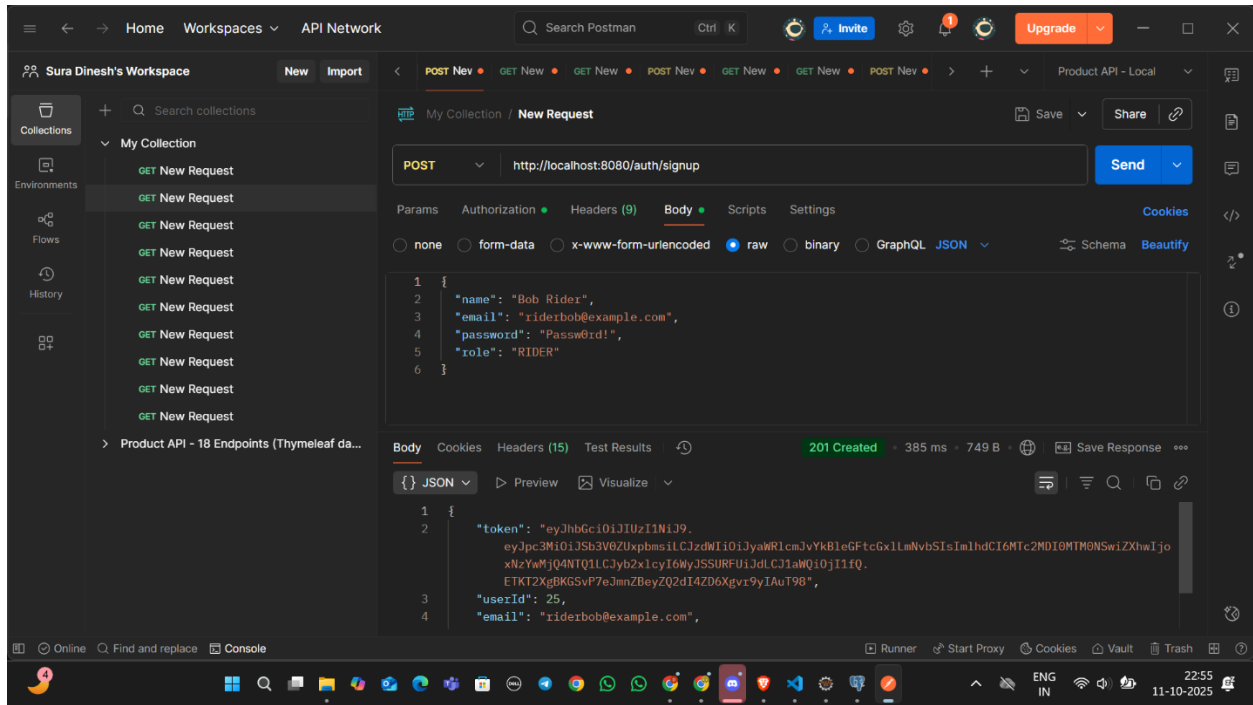 Home Workspaces API Network Search Postman Ctrl K Invite 1 Upgrade
Sura Dinesh's Workspace New Import POST Nev GET New GET New POST Nev GET New GET New POST Nev Product API - Local
Collections
Environments
Flows
History
Search collections
My Collection
GET New Request
GET New Request
GET New Request
GET New Request
GET New Request
GET New Request
GET New Request
GET New Request
GET New Request
GET New Request
Product API - 18 Endpoints (Thymeleaf da...
HTTP My Collection / New Request Save Share
POST http://localhost:8080/auth/signup Send
Params Authorization Headers (9) Body Scripts Settings Cookies
none form-data x-www-form-urlencoded raw binary GraphQL JSON Schema Beautify
1 {
2 "name": "Bob Rider",
3 "email": "riderbob@example.com",
4 "password": "Passw0rd!",
5 "role": "RIDER"
6 }
Body Cookies Headers (15) Test Results 201 Created 385 ms 749 B Save Response
{} JSON Preview Visualize
1 {
2 "token": "eyJhbGciOiJIUzI1NiJ9.
eyJpc3MiOiJSb3V0ZUxpbmsiLCJzdWIiOiJyaWRlcmJvYkBleGFtcGxlLmNvbSIsImlhdCI6MTc2MDI0MTM0NSwiZXhwIjo
xNzYwMjQ4NTQ1LCJyb2xlcyI6WyJSSURFUiJdLCJ1aWQiOjI1fQ.
ETKT2XgBKGSvP7eJmnZBeyZQ2dI4ZD6Xgvr9yIAuT98",
3 "userId": 25,
4 "email": "riderbob@example.com",
Online Find and replace Console Runner Start Proxy Cookies Vault Trash
4 ENG 22:55
IN 11-10-2025